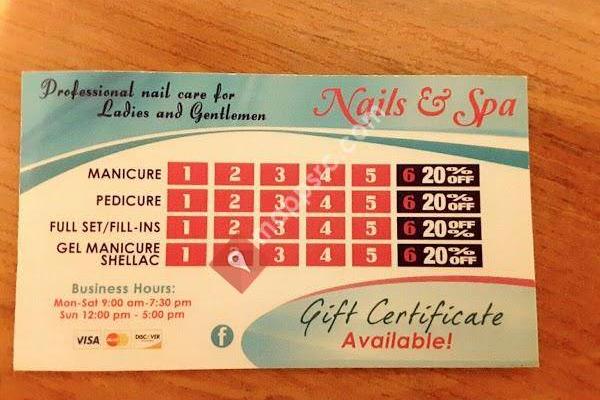 Professional nail care for
Ladies and Gentlemen
Nails & Spa
MANICURE 1 2 3 4 5 6 20% OFF
PEDICURE 1 2 3 4 5 6 20% OFF
FULL SET/FILL-INS 1 2 3 4 5 6 20% OFF
GEL MANICURE
SHELLAC 1 2 3 4 5 6 20% OFF
Business Hours:
Mon-Sat 9:00 am-7:30 pm
Sun 12:00 pm - 5:00 pm
VISA DISCOVER
f
Gift Certificate
Available!